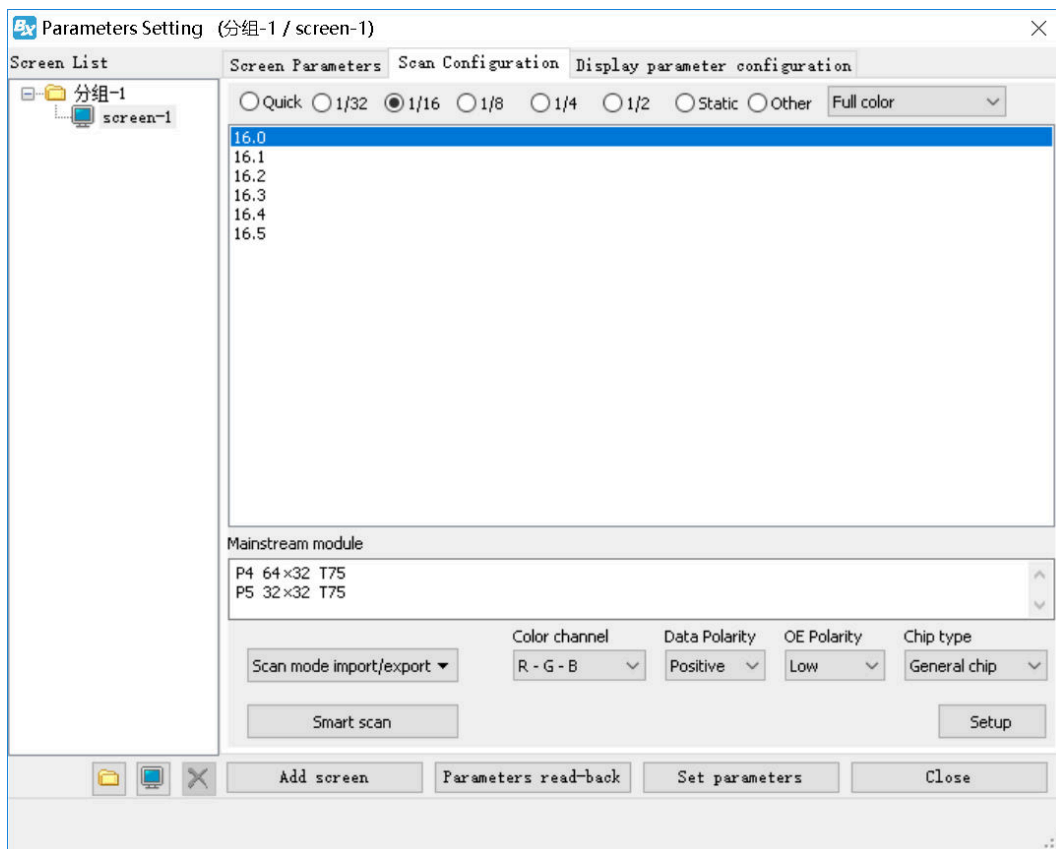 BX Parameters Setting (分组-1 / screen-1)
Screen List
分组-1
screen-1
Screen Parameters Scan Configuration Display parameter configuration
Quick 1/32 1/16 1/8 1/4 1/2 Static Other Full color
16.0
16.1
16.2
16.3
16.4
16.5
Mainstream module
P4 64×32 T75
P5 32×32 T75
Color channel Data Polarity OE Polarity Chip type
Scan mode import/export R - G - B Positive Low General chip
Smart scan Setup
Add screen Parameters read-back Set parameters Close